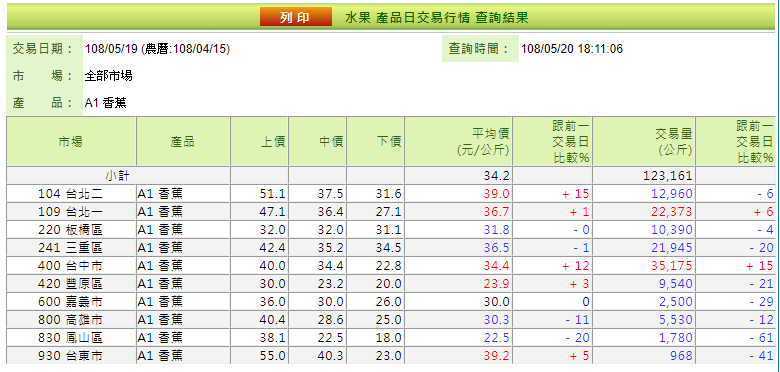 列印 水果 產品日交易行情 查詢結果
交易日期： 108/05/19 (農曆:108/04/15) 查詢時間： 108/05/20 18:11:06
市　　場： 全部市場
產　　品： A1 香蕉
市場 產品 上價 中價 下價 平均價 (元/公斤) 跟前一 交易日 比較% 交易量 (公斤) 跟前一 交易日 比較%
小計 34.2 123,161
104 台北二 A1 香蕉 51.1 37.5 31.6 39.0 + 15 12,960 - 6
109 台北一 A1 香蕉 47.1 36.4 27.1 36.7 + 1 22,373 + 6
220 板橋區 A1 香蕉 32.0 32.0 31.1 31.8 - 0 10,390 - 4
241 三重區 A1 香蕉 42.4 35.2 34.5 36.5 - 1 21,945 - 20
400 台中市 A1 香蕉 40.0 34.4 22.8 34.4 + 12 35,175 + 15
420 豐原區 A1 香蕉 30.0 23.2 20.0 23.9 + 3 9,540 - 21
600 嘉義市 A1 香蕉 36.0 30.0 26.0 30.0 0 2,500 - 29
800 高雄市 A1 香蕉 40.4 28.6 25.0 30.3 - 11 5,530 - 12
830 鳳山區 A1 香蕉 38.1 22.5 18.0 22.5 - 20 1,780 - 61
930 台東市 A1 香蕉 55.0 40.3 23.0 39.2 + 5 968 - 41